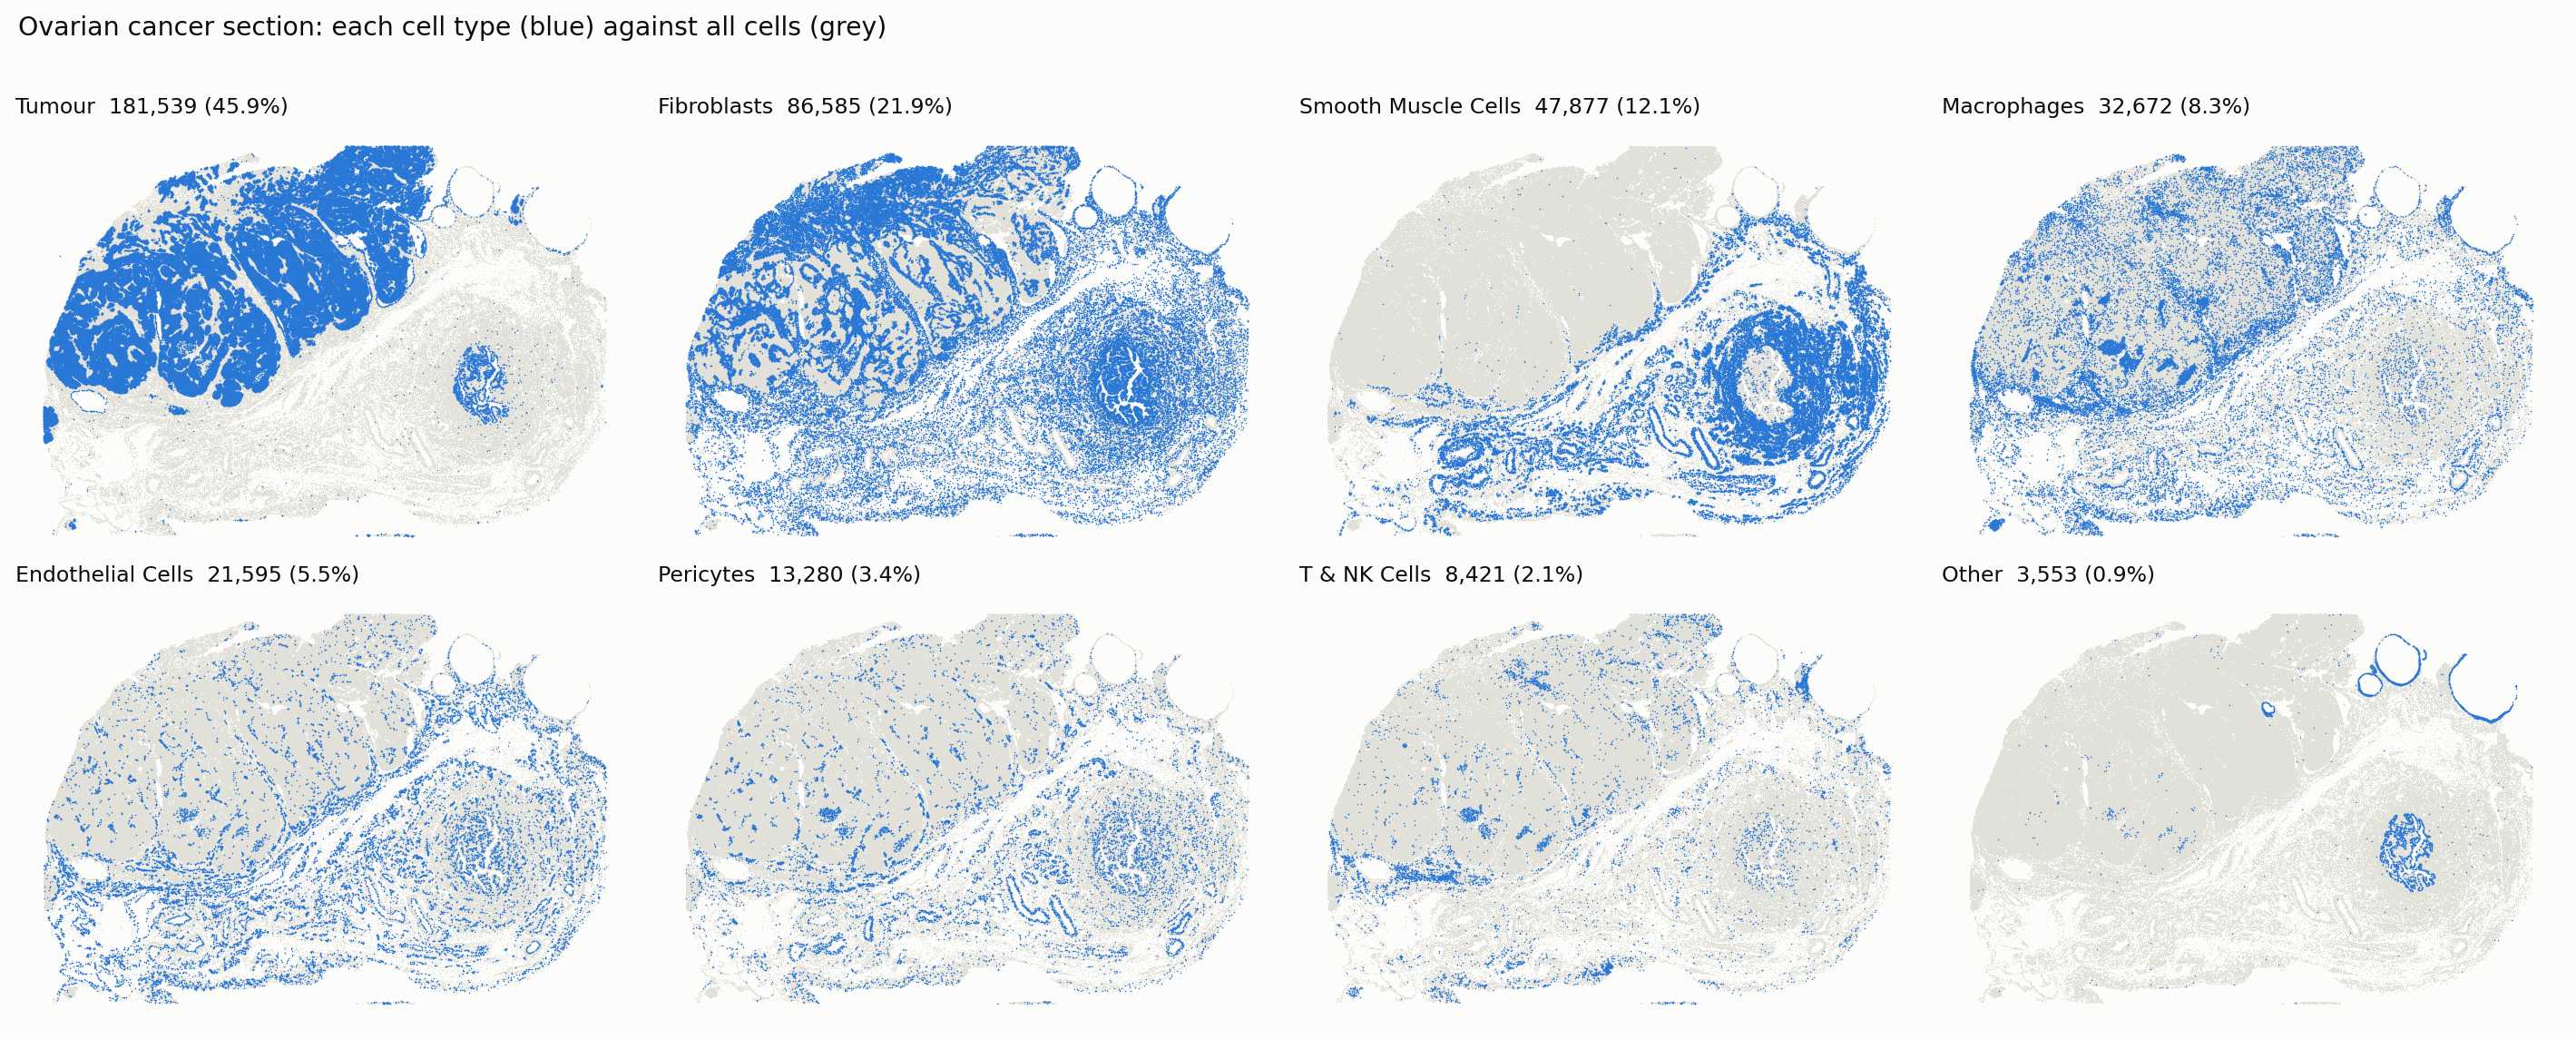 Ovarian cancer section: each cell type (blue) against all cells (grey)
Tumour 181,539 (45.9%)
Fibroblasts 86,585 (21.9%)
Smooth Muscle Cells 47,877 (12.1%)
Macrophages 32,672 (8.3%)
Endothelial Cells 21,595 (5.5%)
Pericytes 13,280 (3.4%)
T & NK Cells 8,421 (2.1%)
Other 3,553 (0.9%)